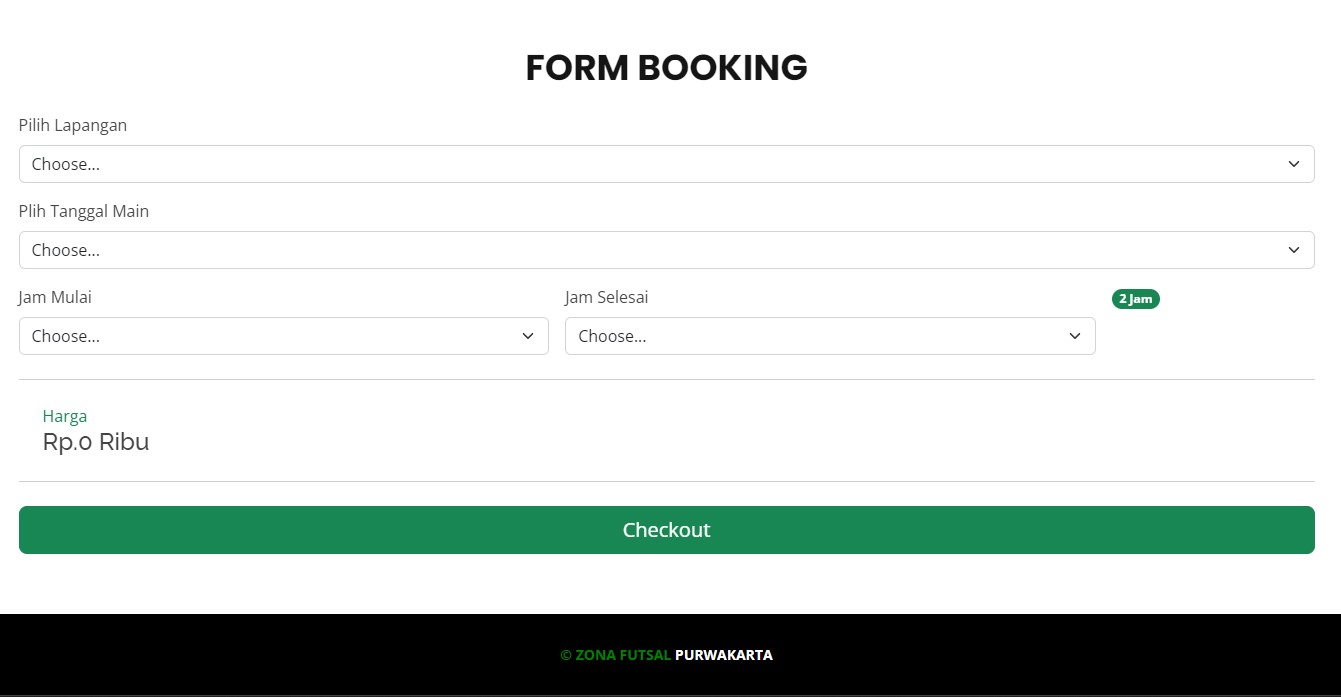 FORM BOOKING
Pilih Lapangan
Choose...
Plih Tanggal Main
Choose...
Jam Mulai
Jam Selesai
2 Jam
Choose...
Choose...
Harga
Rp.0 Ribu
Checkout
© ZONA FUTSAL PURWAKARTA